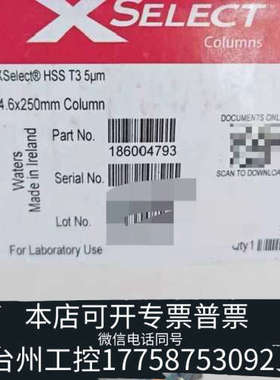 XSELECT
Columns
XSelect® HSS T3 5µm
4.6x250mm Column
Part No.
186004793
DOCUMENTS ONL
Serial No.
SCAN TO DOWNLOA
Lot No.
Waters
Made in Ireland
For Laboratory Use
Qty 1
本店可开专票普票
微信电话同号
台州工控17758753092